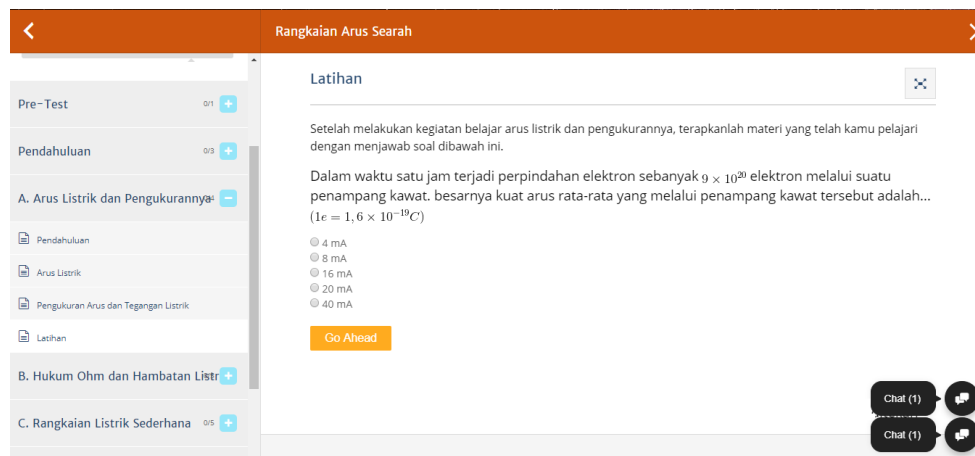 Rangkaian Arus Searah
Pre-Test 0/1 +
Pendahuluan 0/3 +
A. Arus Listrik dan Pengukurannya −
Pendahuluan
Arus Listrik
Pengukuran Arus dan Tegangan Listrik
Latihan
B. Hukum Ohm dan Hambatan Listr +
C. Rangkaian Listrik Sederhana 0/5 +
Latihan
Setelah melakukan kegiatan belajar arus listrik dan pengukurannya, terapkanlah materi yang telah kamu pelajari
dengan menjawab soal dibawah ini.
Dalam waktu satu jam terjadi perpindahan elektron sebanyak 9 × 10²⁰ elektron melalui suatu
penampang kawat. besarnya kuat arus rata-rata yang melalui penampang kawat tersebut adalah...
(1e = 1, 6 × 10⁻¹⁹C)
4 mA
8 mA
16 mA
20 mA
40 mA
Go Ahead
Chat (1)
Chat (1)